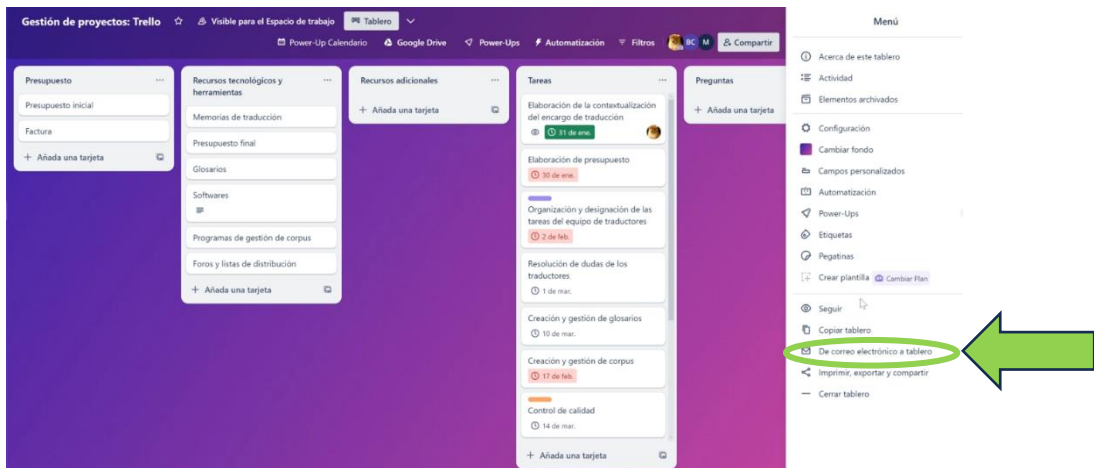 Gestión de proyectos: Trello
Visible para el Espacio de trabajo
Tablero
Power-Up Calendario
Google Drive
Power-Ups
Automatización
Filtros
BC
M
Compartir
Presupuesto
Presupuesto inicial
Factura
+ Añada una tarjeta
Recursos tecnológicos y
herramientas
Memorias de traducción
Presupuesto final
Glosarios
Softwares
Programas de gestión de corpus
Foros y listas de distribución
+ Añada una tarjeta
Recursos adicionales
+ Añada una tarjeta
Tareas
Elaboración de la contextualización
del encargo de traducción
31 de ene.
Elaboración de presupuesto
30 de ene.
Organización y designación de las
tareas del equipo de traductores
2 de feb.
Resolución de dudas de los
traductores
1 de mar.
Creación y gestión de glosarios
10 de mar.
Creación y gestión de corpus
17 de feb.
Control de calidad
14 de mar.
+ Añada una tarjeta
Preguntas
+ Añada una tarjeta
Menú
Acerca de este tablero
Actividad
Elementos archivados
Configuración
Cambiar fondo
Campos personalizados
Automatización
Power-Ups
Etiquetas
Pegatinas
Crear plantilla Cambiar Plan
Seguir
Copiar tablero
De correo electrónico a tablero
Imprimir, exportar y compartir
Cerrar tablero